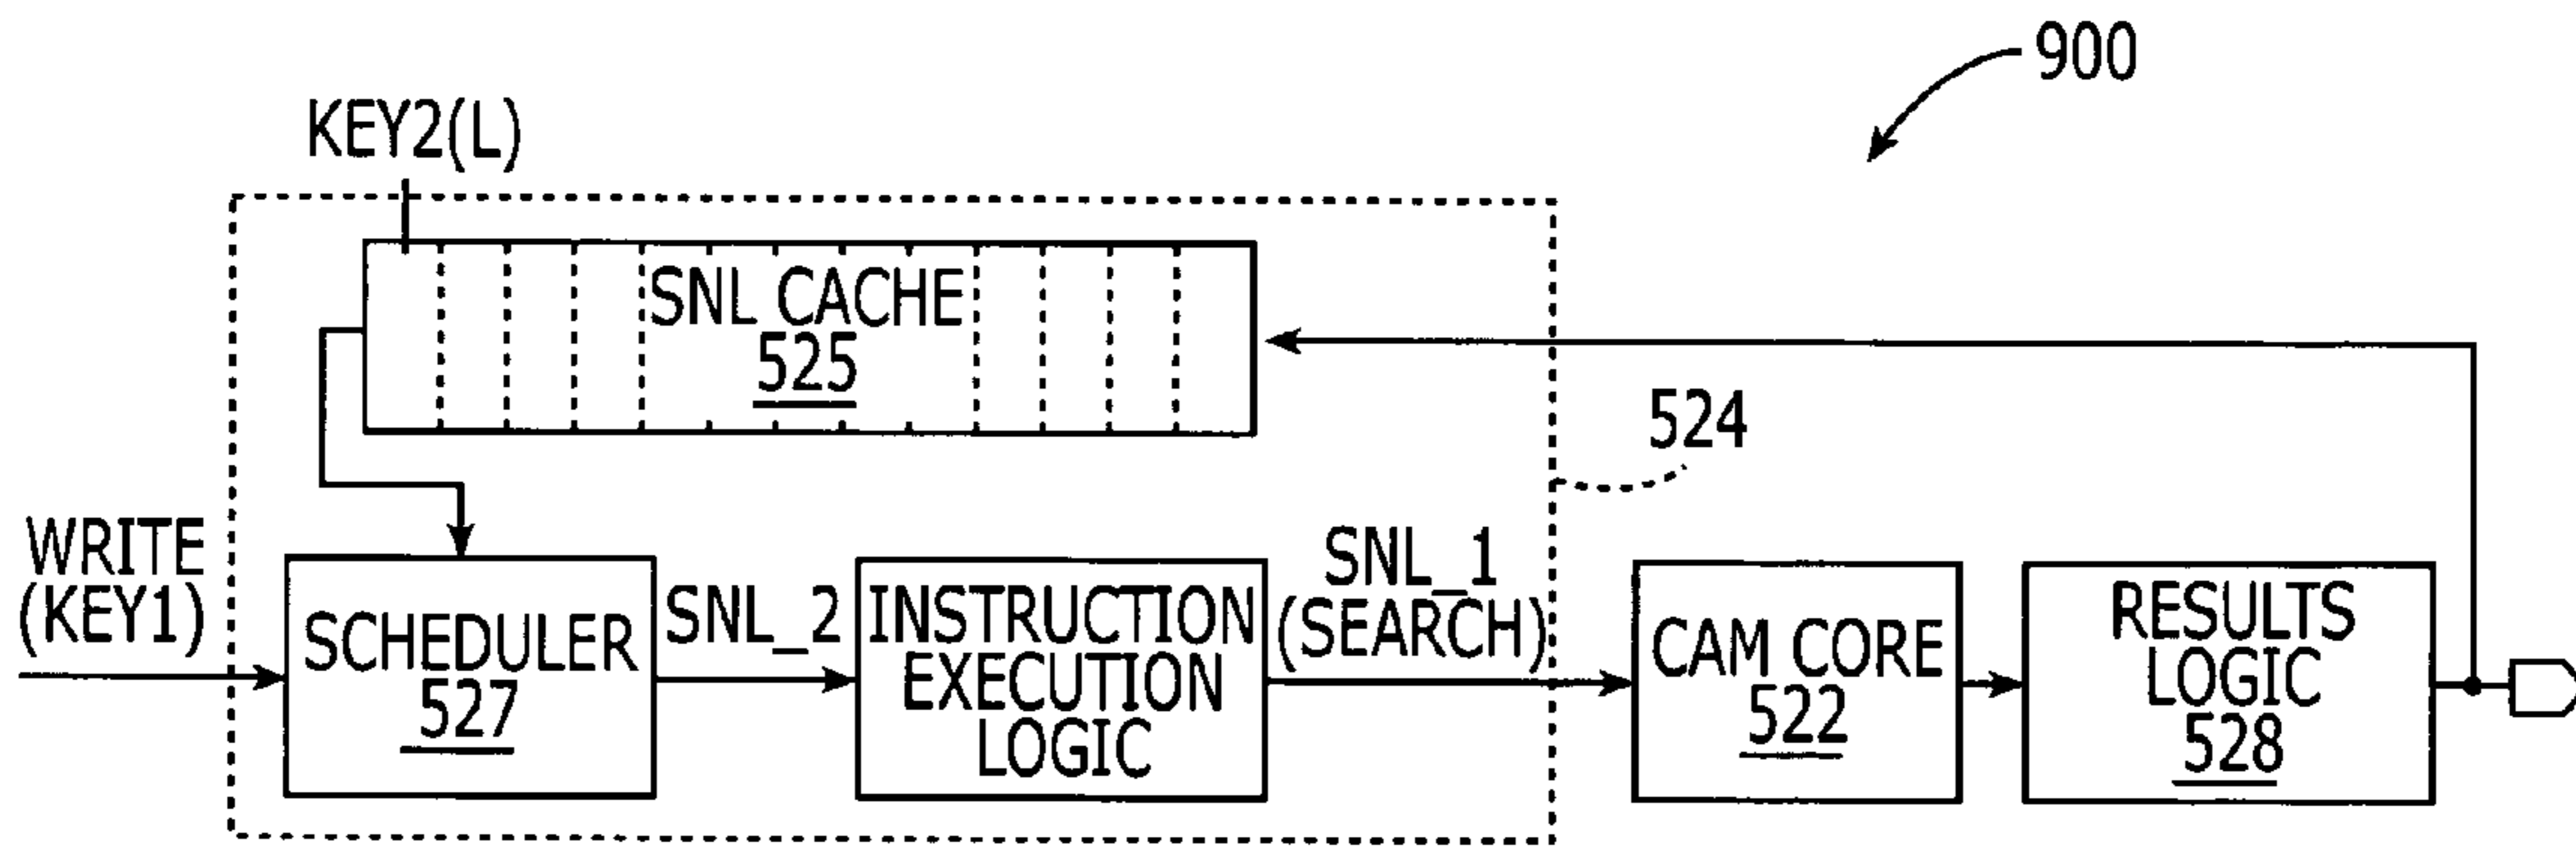 900
KEY2(L)
SNL CACHE
525
524
WRITE
(KEY1)
SCHEDULER
527
SNL_2
INSTRUCTION
EXECUTION
LOGIC
SNL_1
(SEARCH)
CAM CORE
522
RESULTS
LOGIC
528